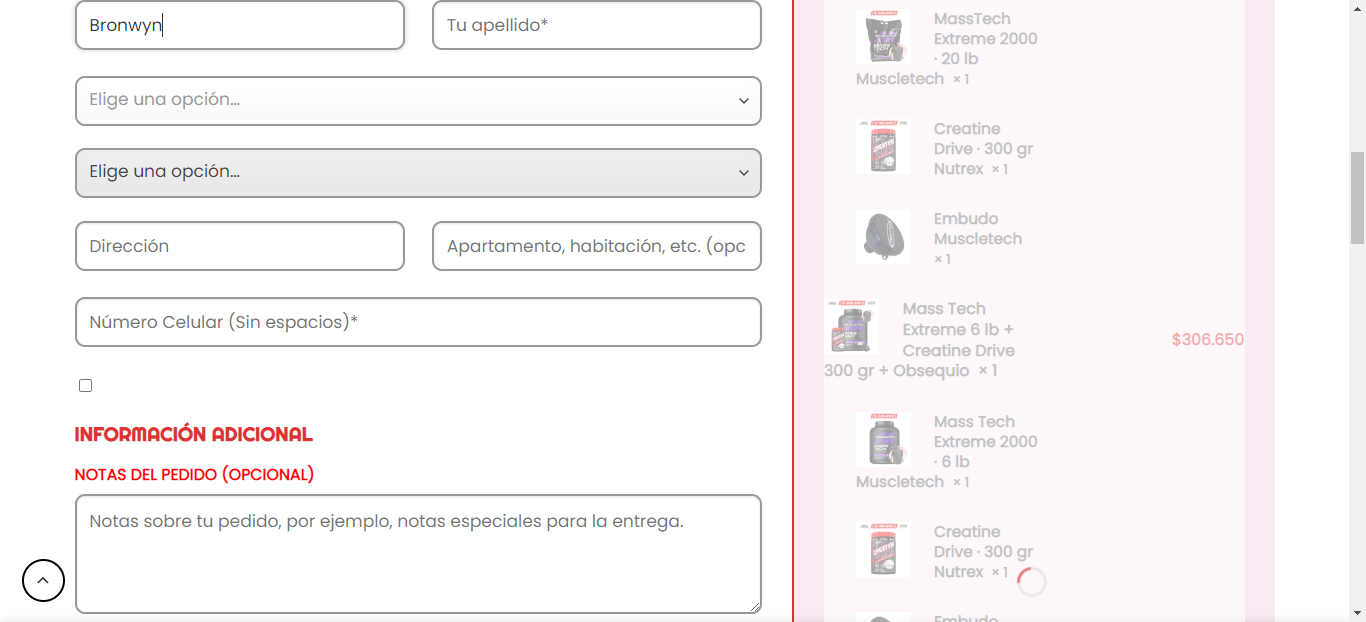 Bronwyn
Tu apellido*
Elige una opción...
Elige una opción...
Dirección
Apartamento, habitación, etc. (opc
Número Celular (Sin espacios)*
INFORMACIÓN ADICIONAL
NOTAS DEL PEDIDO (OPCIONAL)
Notas sobre tu pedido, por ejemplo, notas especiales para la entrega.
MassTech
Extreme 2000
· 20 lb
Muscletech × 1
Creatine
Drive · 300 gr
Nutrex × 1
Embudo
Muscletech
× 1
Mass Tech
Extreme 6 lb +
Creatine Drive
300 gr + Obsequio × 1
$306.650
Mass Tech
Extreme 2000
· 6 lb
Muscletech × 1
Creatine
Drive · 300 gr
Nutrex × 1
Embudo